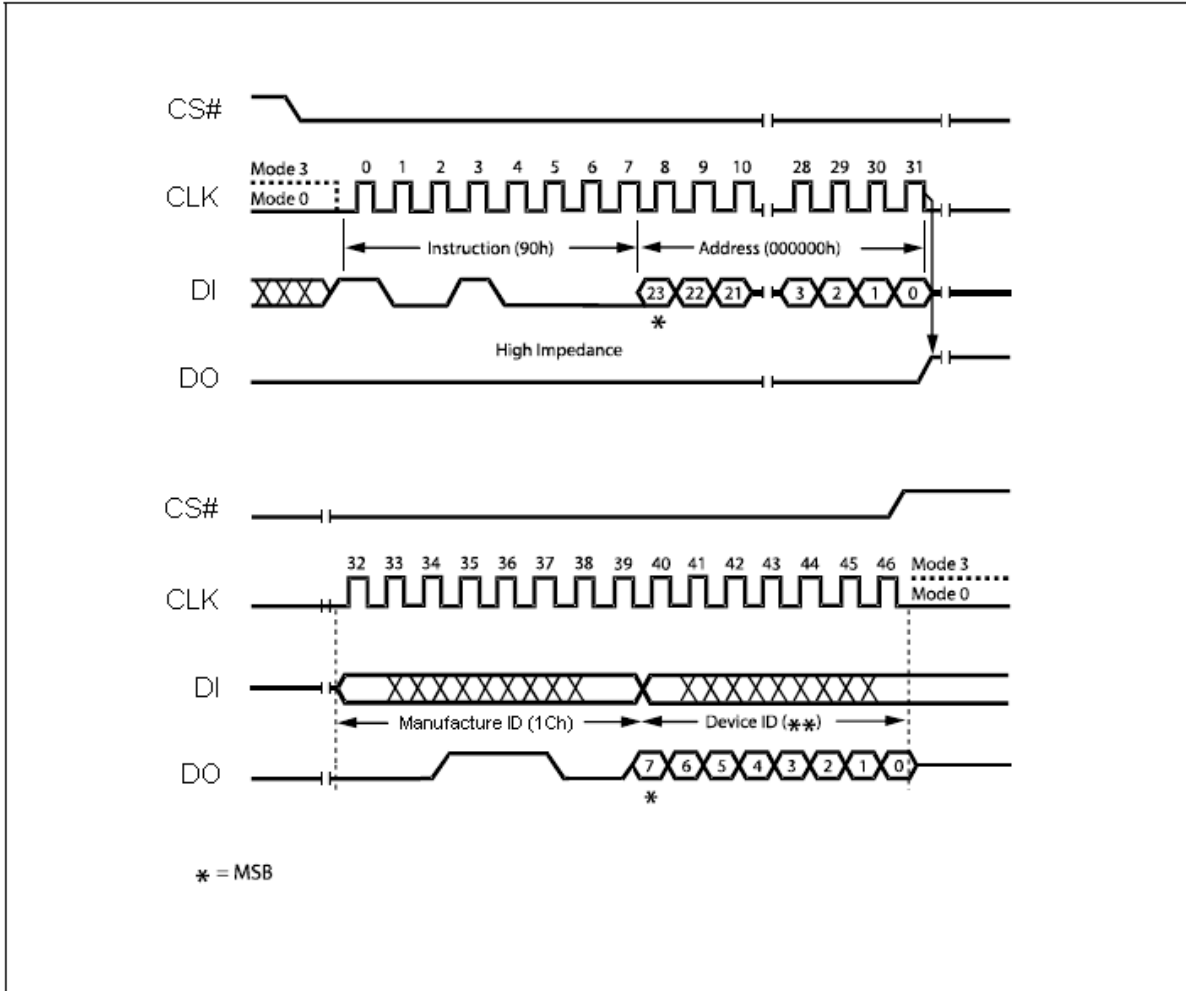 CS#
Mode 3
0 1 2 3 4 5 6 7 8 9 10 28 29 30 31
CLK
Mode 0
Instruction (90h) Address (000000h)
DI
23 22 21 3 2 1 0
*
High Impedance
DO
CS#
32 33 34 35 36 37 38 39 40 41 42 43 44 45 46 Mode 3
CLK Mode 0
DI
Manufacture ID (1Ch) Device ID (**)
DO
7 6 5 4 3 2 1 0
*
* = MSB